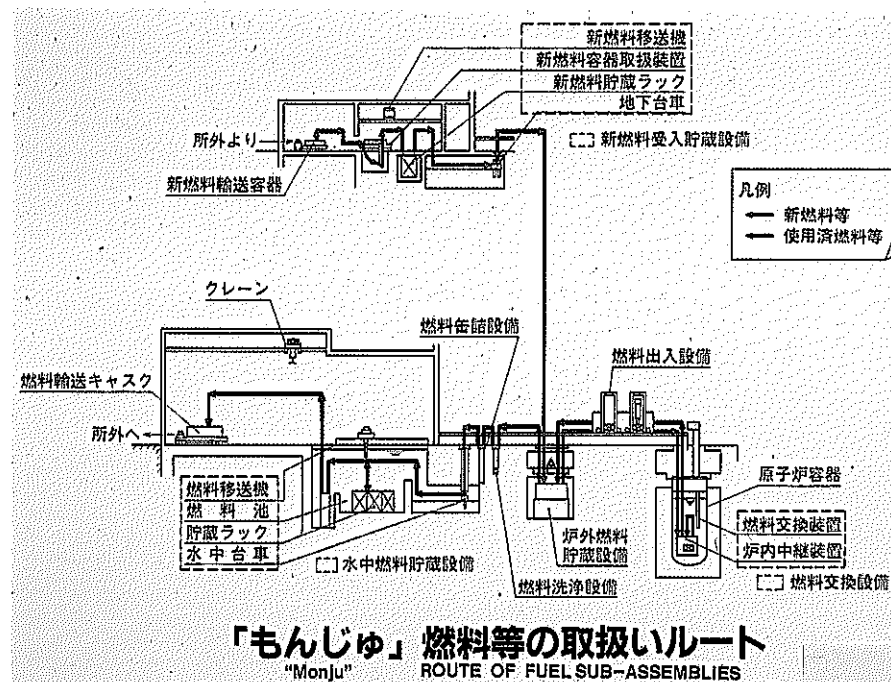 新燃料移送機
新燃料容器取扱装置
新燃料貯蔵ラック
地下台車
所外より
新燃料受入貯蔵設備
新燃料輸送容器
凡例
新燃料等
使用済燃料等
クレーン
燃料缶詰設備
燃料出入設備
燃料輸送キャスク
所外へ
原子炉容器
燃料移送機
燃料池
貯蔵ラック
水中台車
水中燃料貯蔵設備
炉外燃料
貯蔵設備
燃料洗浄設備
燃料交換装置
炉内中継装置
燃料交換設備
「もんじゅ」燃料等の取扱いルート
“Monju” ROUTE OF FUEL SUB-ASSEMBLIES